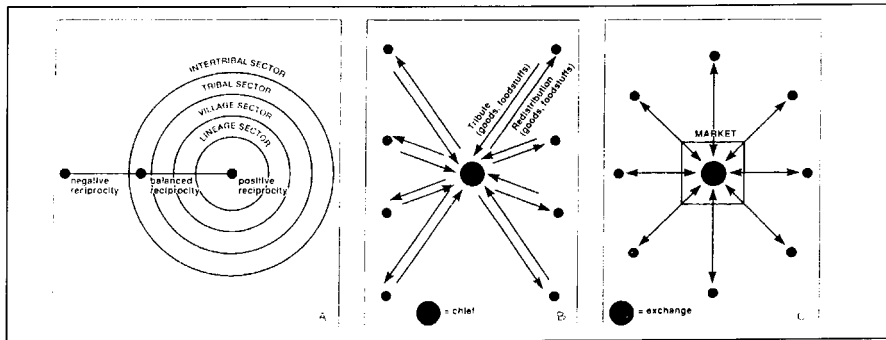 INTERTRIBAL SECTOR
TRIBAL SECTOR
VILLAGE SECTOR
LINEAGE SECTOR
negative
reciprocity
balanced
reciprocity
positive
reciprocity
A
Tribute
(goods, foodstuffs)
Redistribution
(goods, foodstuffs)
= chief
B
MARKET
= exchange
C